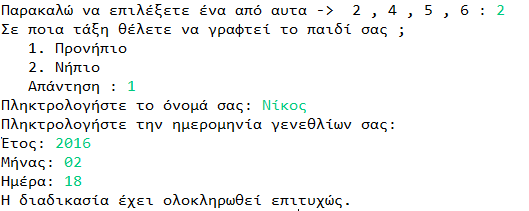 Παρακαλώ να επιλέξετε ένα από αυτα ->  2 , 4 , 5 , 6 : 2
Σε ποια τάξη θέλετε να γραφτεί το παιδί σας ;
1. Προνήπιο
2. Νήπιο
Απάντηση : 1
Πληκτρολογήστε το όνομά σας: Νίκος
Πληκτρολογήστε την ημερομηνία γενεθλίων σας:
Έτος: 2016
Μήνας: 02
Ημέρα: 18
Η διαδικασία έχει ολοκληρωθεί επιτυχώς.